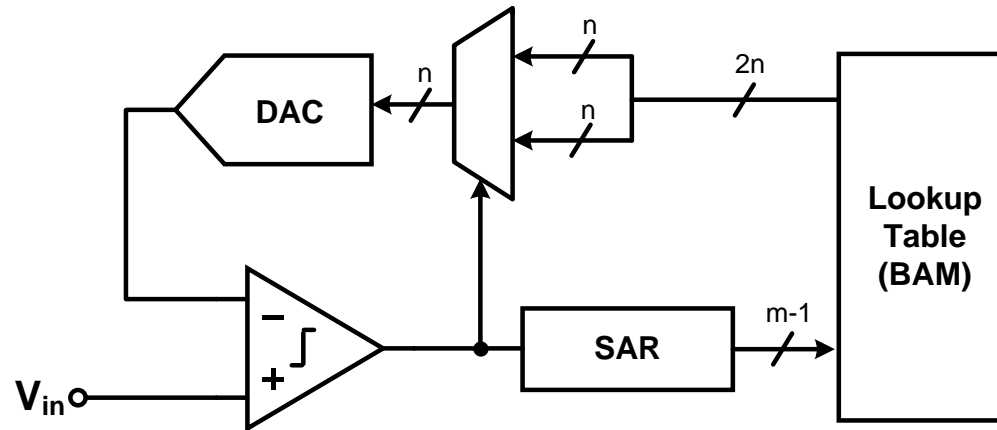 n
2n
n
DAC
n
Lookup
Table
(BAM)
m-1
SAR
−
+
Vin